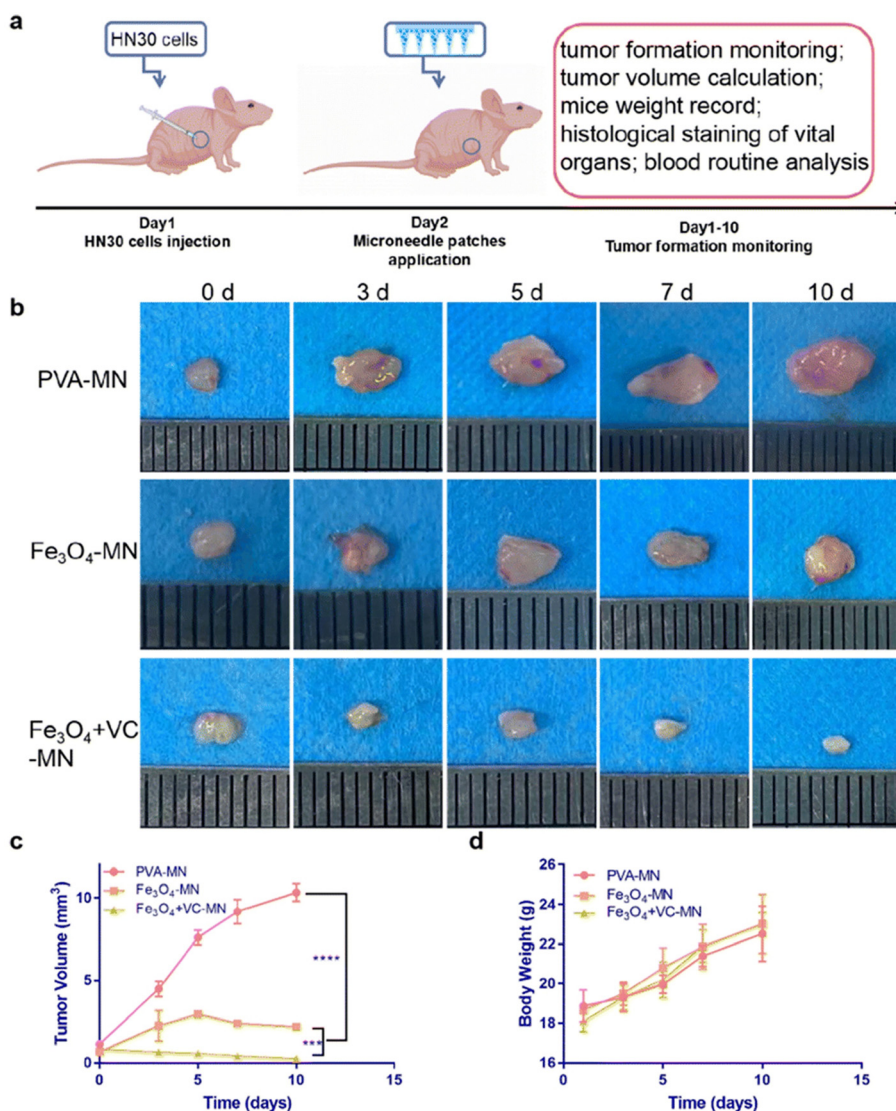 a
HN30 cells
tumor formation monitoring;
tumor volume calculation;
mice weight record;
histological staining of vital
organs; blood routine analysis
Day1
HN30 cells injection
Day2
Microneedle patches
application
Day1-10
Tumor formation monitoring
b
0 d 3 d 5 d 7 d 10 d
PVA-MN
Fe₃O₄-MN
Fe₃O₄+VC
-MN
c
PVA-MN
Fe₃O₄-MN
Fe₃O₄+VC-MN
Tumor Volume (mm³)
10
5
0
****
***
0 5 10 15
Time (days)
d
PVA-MN
Fe₃O₄-MN
Fe₃O₄+VC-MN
Body Weight (g)
26
24
22
20
18
16
0 5 10 15
Time (days)